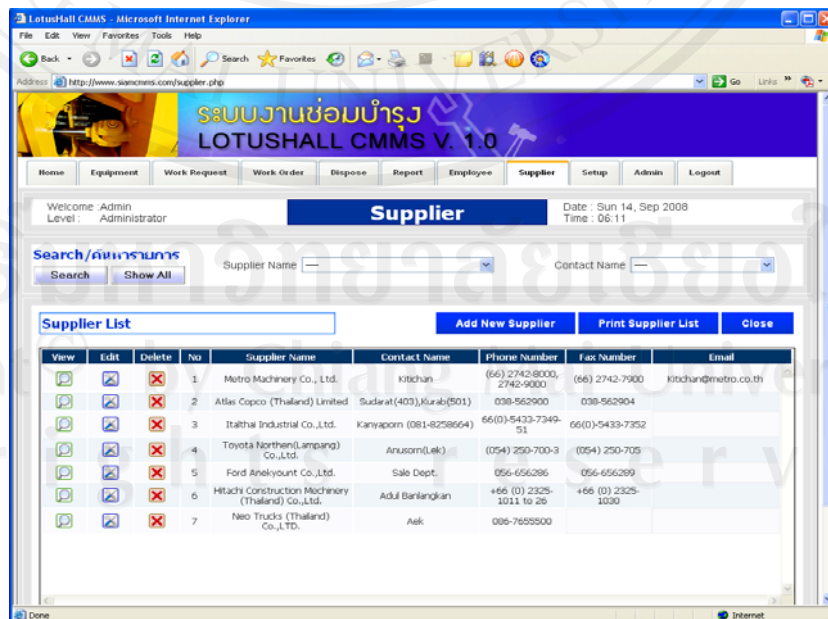 LotusHall CMMS - Microsoft Internet Explorer
File Edit View Favorites Tools Help
Back Search Favorites
Address http://www.siamcmms.com/supplier.php Go Links
ระบบงานซ่อมบำรุง
LOTUSHALL CMMS V. 1.0
Home Equipment Work Request Work Order Dispose Report Employee Supplier Setup Admin Logout
Welcome :Admin
Level : Administrator
Supplier
Date : Sun 14, Sep 2008
Time : 06:11
Search/ค้นหารายการ
Search Show All
Supplier Name --- Contact Name ---
Supplier List
Add New Supplier Print Supplier List Close
View Edit Delete No Supplier Name Contact Name Phone Number Fax Number Email
1 Metro Machinery Co., Ltd. Kitichan (66) 2742-8000, 2742-9000 (66) 2742-7900 Kitichan@metro.co.th
2 Atlas Copco (Thailand) Limited Sudarat(403),Kurab(501) 038-562900 038-562904
3 Italthai Industrial Co.,Ltd. Kanyaporn (081-8258664) 66(0)-5433-7349-51 66(0)-5433-7352
4 Toyota Northen(Lampang) Co.,Ltd. Anusorn(Lek) (054) 250-700-3 (054) 250-705
5 Ford Anekyount Co.,Ltd. Sale Dept. 056-656286 056-656289
6 Hitachi Construction Mechinery (Thailand) Co.,Ltd. Adul Banlangkan +66 (0) 2325-1011 to 26 +66 (0) 2325-1030
7 Neo Trucks (Thailand) Co.,LTD. Aek 086-7655500
Done Internet